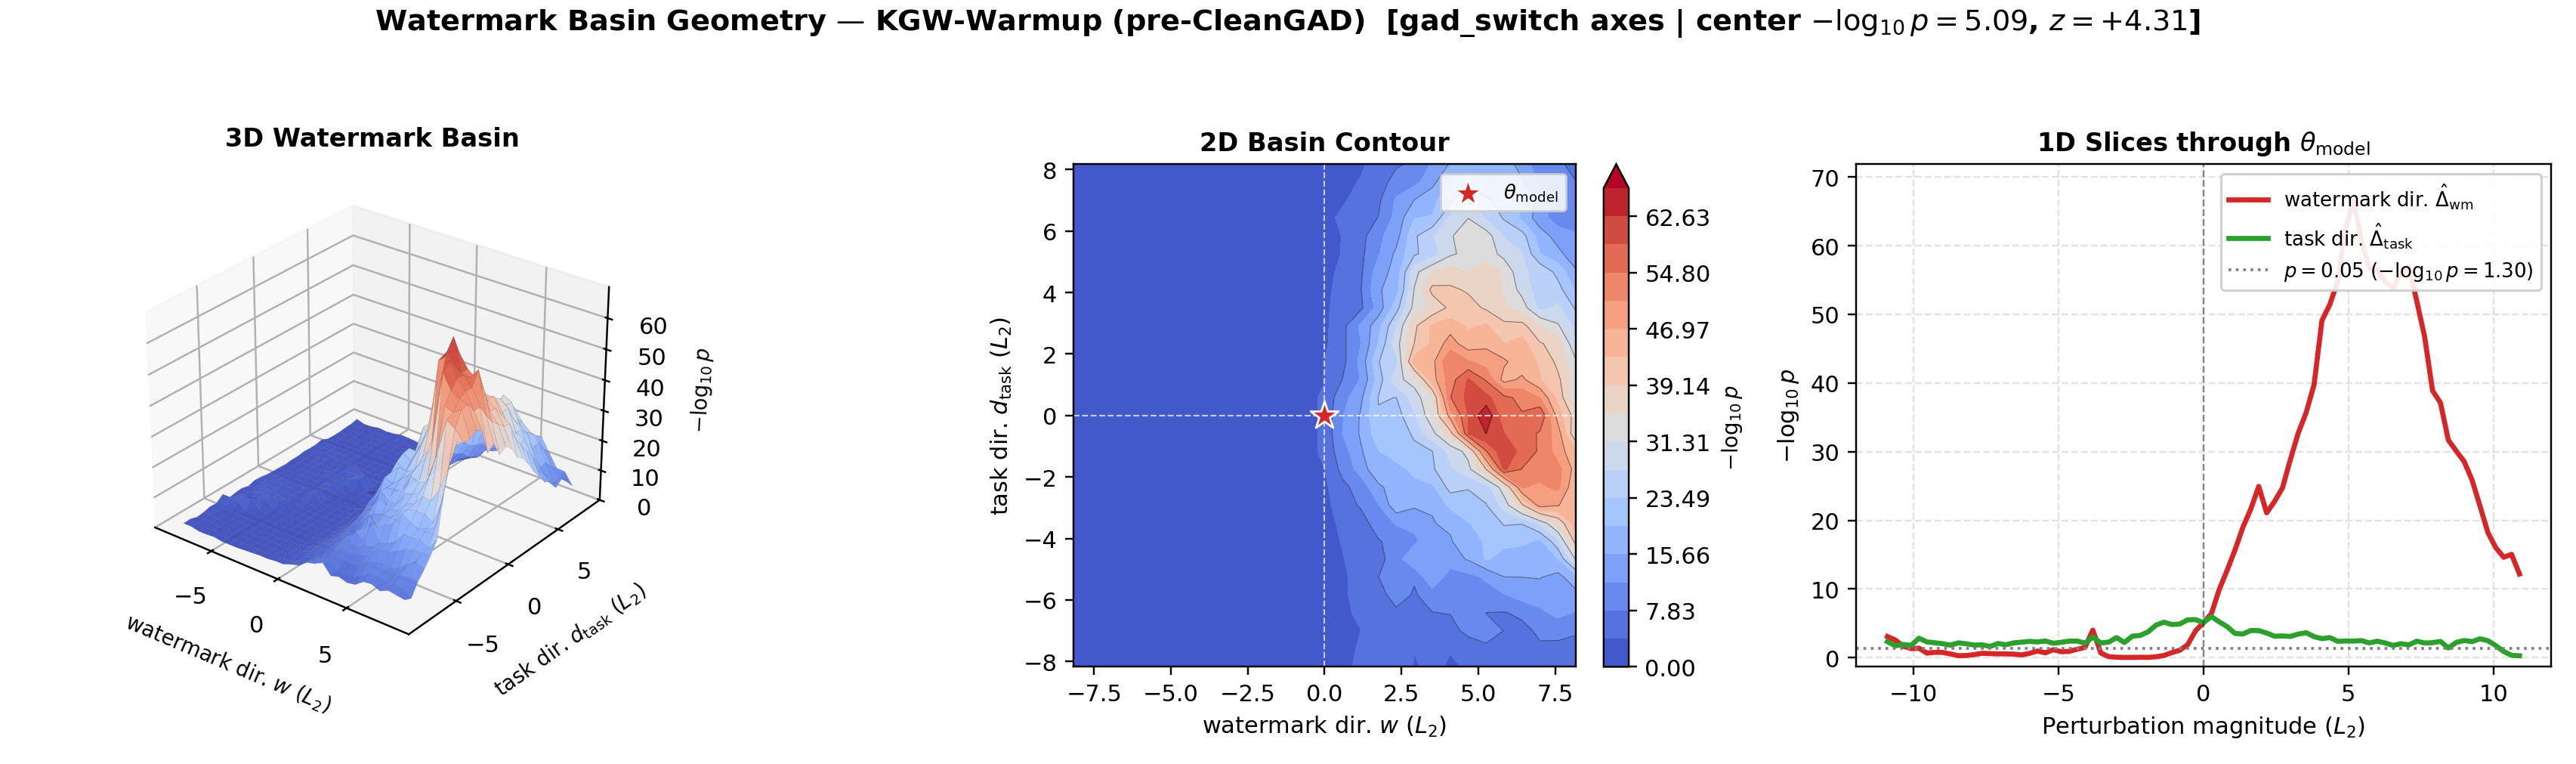 Watermark Basin Geometry — KGW-Warmup (pre-CleanGAD) [gad_switch axes | center −log₁₀ p = 5.09, z = +4.31]
3D Watermark Basin
60
50
40
30
20
10
0
−log₁₀ p
−5
0
5
watermark dir. w (L₂)
−5
0
5
task dir. d_task (L₂)
2D Basin Contour
θ_model
8
6
4
2
0
−2
−4
−6
−8
task dir. d_task (L₂)
−7.5 −5.0 −2.5 0.0 2.5 5.0 7.5
watermark dir. w (L₂)
62.63
54.80
46.97
39.14
31.31
23.49
15.66
7.83
0.00
−log₁₀ p
1D Slices through θ_model
watermark dir. Δ̂_wm
task dir. Δ̂_task
p = 0.05 (−log₁₀ p = 1.30)
70
60
50
40
30
20
10
0
−log₁₀ p
−10 −5 0 5 10
Perturbation magnitude (L₂)